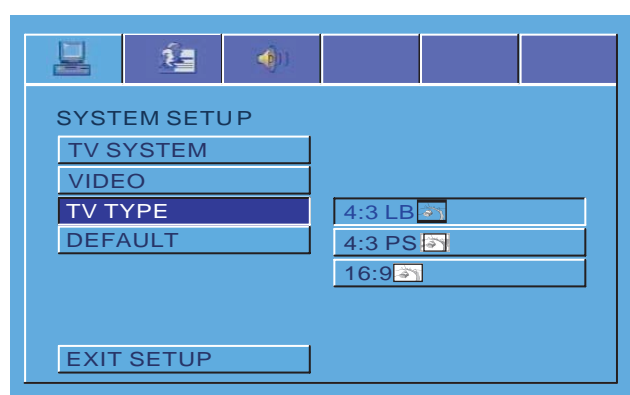 SYSTEM SETUP
TV SYSTEM
VIDEO
TV TYPE
4:3 LB
DEFAULT
4:3 PS
16:9
EXIT SETUP